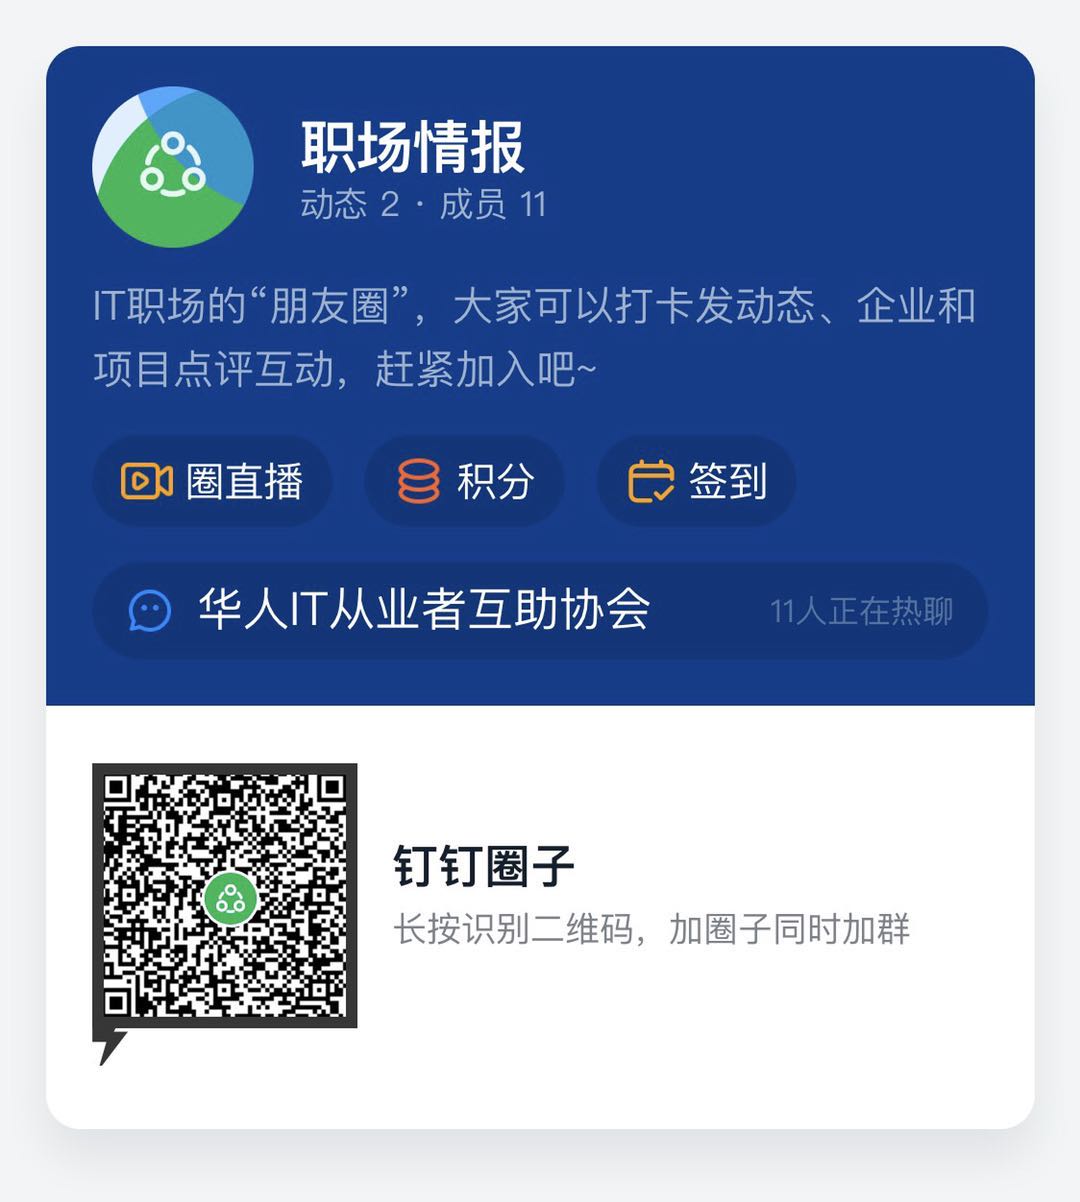 职场情报
动态 2 · 成员 11
IT职场的“朋友圈”，大家可以打卡发动态、企业和
项目点评互动，赶紧加入吧~
圈直播 积分 签到
华人IT从业者互助协会 11人正在热聊
钉钉圈子
长按识别二维码，加圈子同时加群